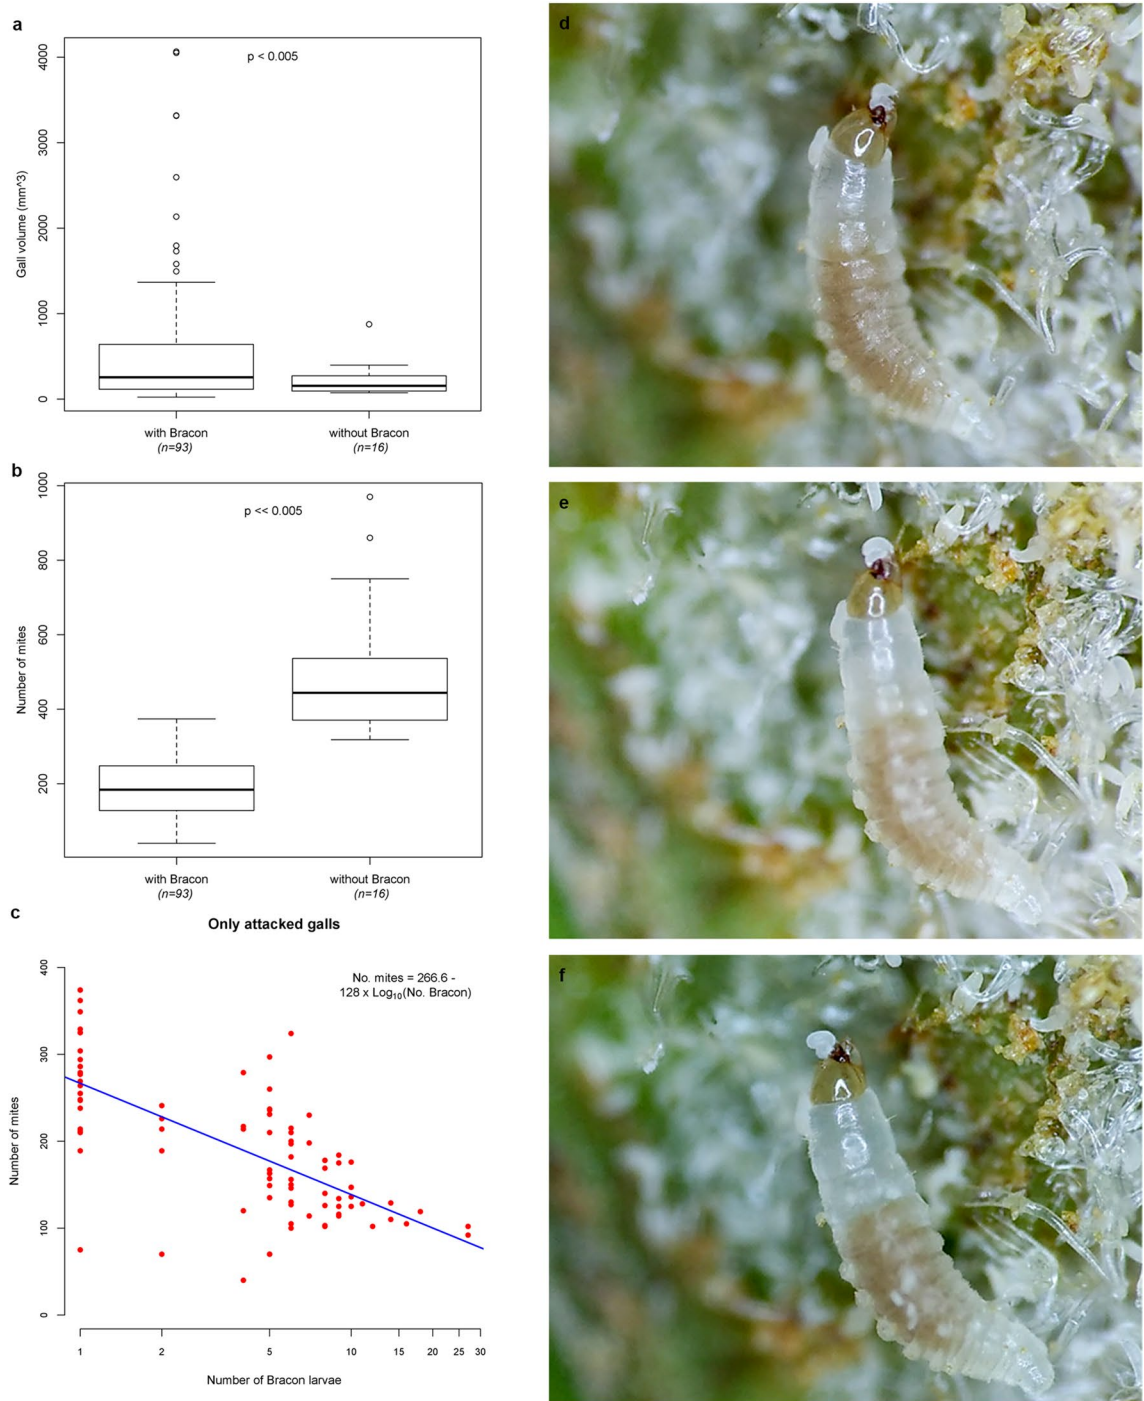 a
p < 0.005
Gall volume (mm^3)
4000
3000
2000
1000
0
with Bracon
(n=93)
without Bracon
(n=16)
b
p << 0.005
Number of mites
1000
800
600
400
200
with Bracon
(n=93)
without Bracon
(n=16)
c
Only attacked galls
No. mites = 266.6 -
128 x Log₁₀(No. Bracon)
Number of mites
400
300
200
100
0
1 2 5 10 15 20 25 30
Number of Bracon larvae
d
e
f